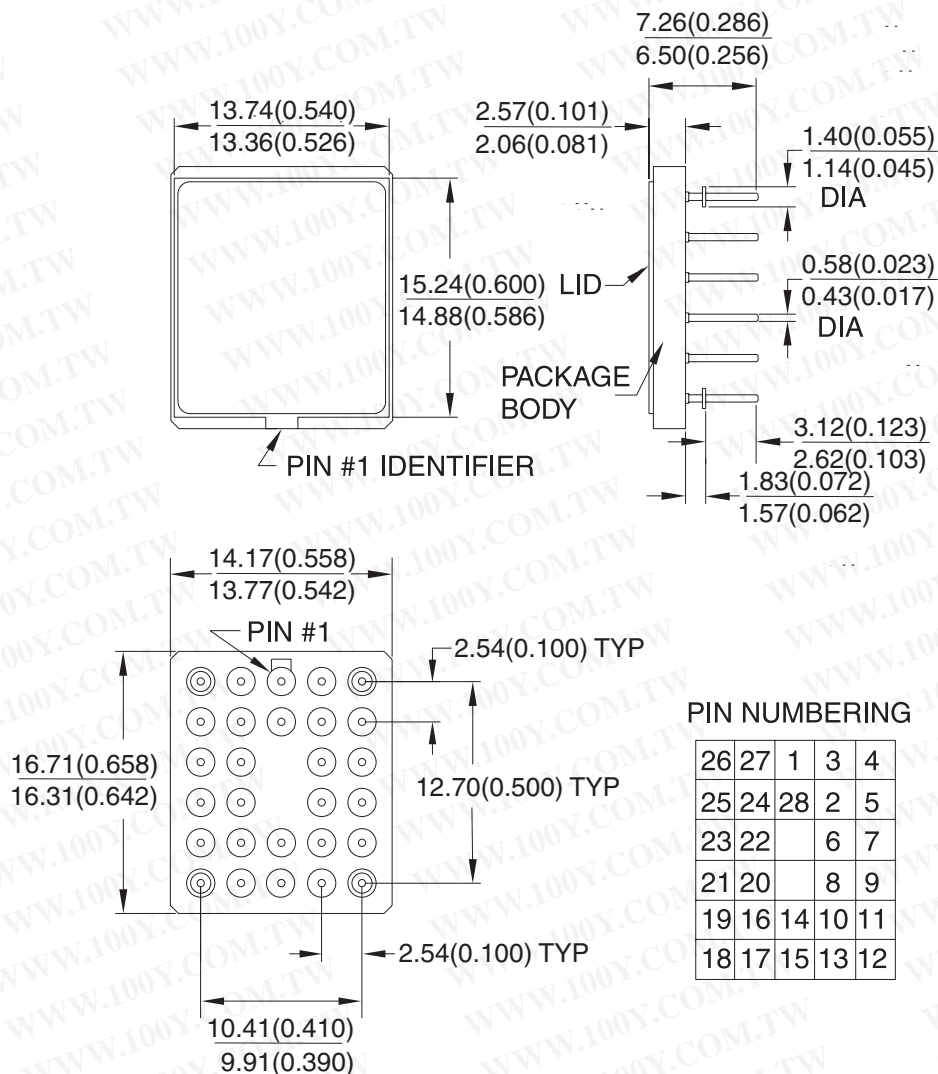 7.26(0.286)
6.50(0.256)
13.74(0.540)
13.36(0.526)
2.57(0.101)
2.06(0.081)
1.40(0.055)
1.14(0.045)
DIA
15.24(0.600)
14.88(0.586)
LID
0.58(0.023)
0.43(0.017)
DIA
PACKAGE
BODY
3.12(0.123)
2.62(0.103)
PIN #1 IDENTIFIER
1.83(0.072)
1.57(0.062)
14.17(0.558)
13.77(0.542)
PIN #1
2.54(0.100) TYP
16.71(0.658)
16.31(0.642)
12.70(0.500) TYP
2.54(0.100) TYP
10.41(0.410)
9.91(0.390)
PIN NUMBERING
26 27 1 3 4
25 24 28 2 5
23 22 6 7
21 20 8 9
19 16 14 10 11
18 17 15 13 12
WWW.100Y.COM.TW